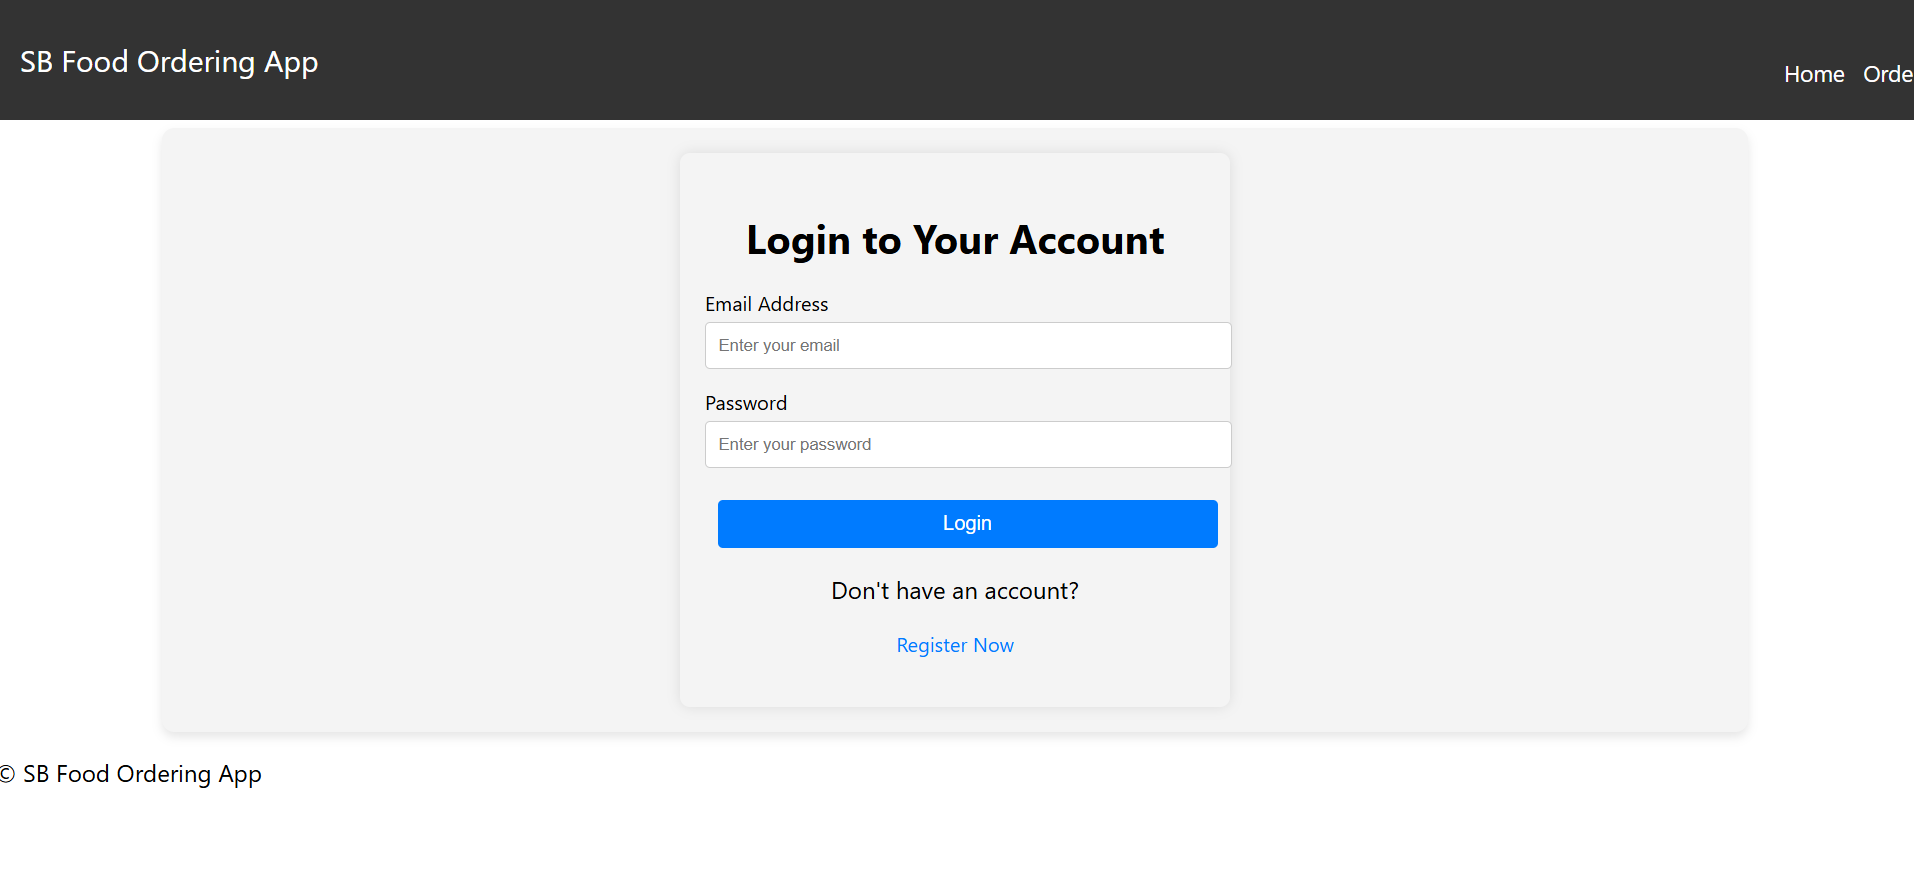 SB Food Ordering App
Home Orde
Login to Your Account
Email Address
Enter your email
Password
Enter your password
Login
Don't have an account?
Register Now
© SB Food Ordering App